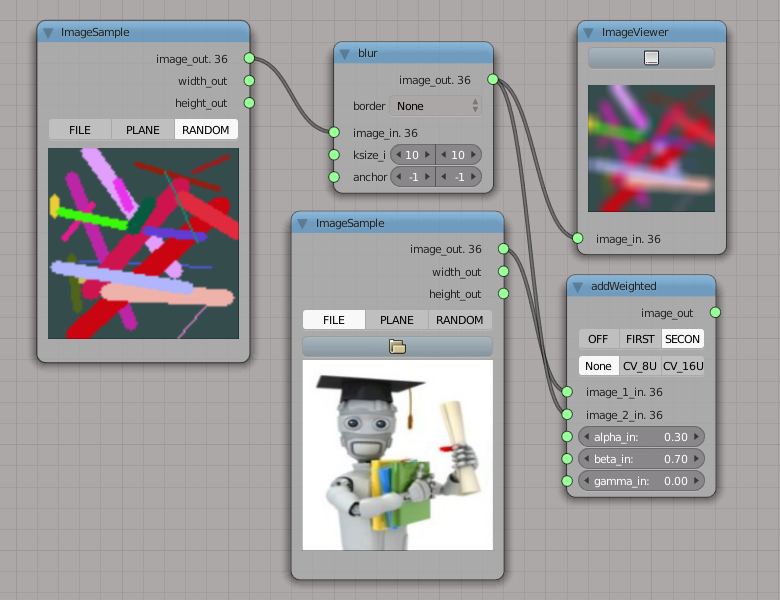 ImageSample
image_out. 36
width_out
height_out
FILE PLANE RANDOM
blur
image_out. 36
border None
image_in. 36
ksize_i 10 10
anchor -1 -1
ImageViewer
image_in. 36
ImageSample
image_out. 36
width_out
height_out
FILE PLANE RANDOM
addWeighted
image_out
OFF FIRST SECON
None CV_8U CV_16U
image_1_in. 36
image_2_in. 36
alpha_in: 0.30
beta_in: 0.70
gamma_in: 0.00